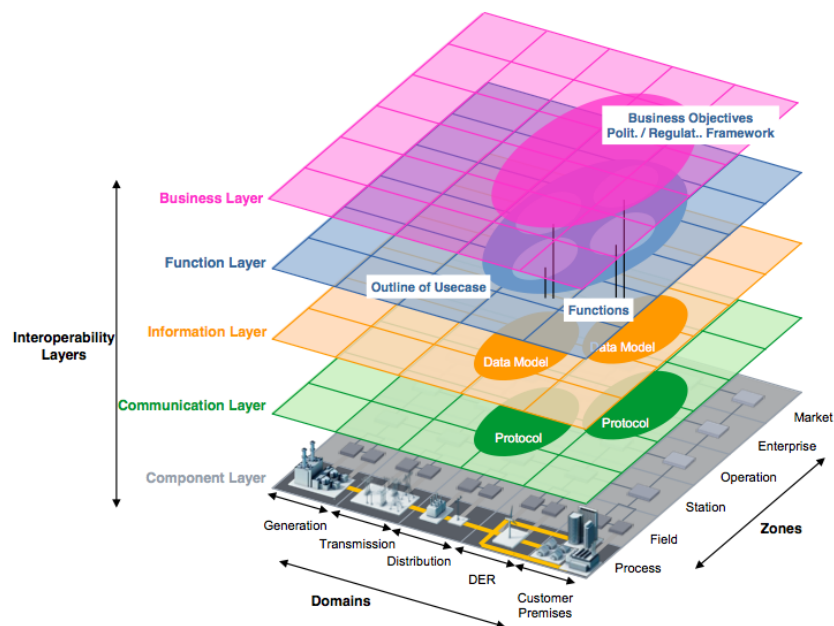 Business Objectives
Polit. / Regulat.. Framework
Business Layer
Function Layer
Outline of Usecase
Functions
Interoperability
Layers
Information Layer
Data Model
Data Model
Communication Layer
Protocol
Protocol
Component Layer
Market
Enterprise
Operation
Station
Field
Process
Zones
Generation
Transmission
Distribution
DER
Customer
Premises
Domains